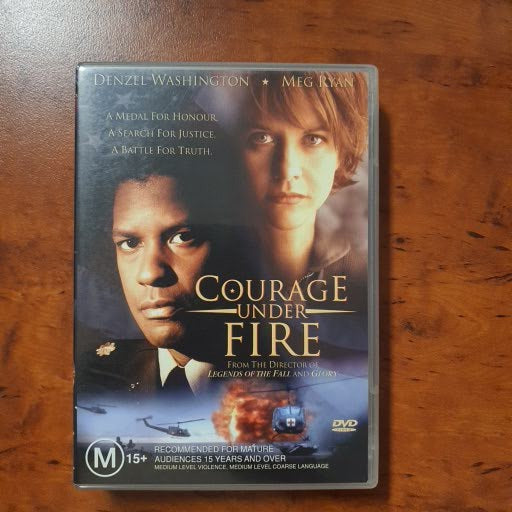 DENZEL WASHINGTON ★ MEG RYAN
A MEDAL FOR HONOUR.
A SEARCH FOR JUSTICE.
A BATTLE FOR TRUTH.
COURAGE
UNDER
FIRE
FROM THE DIRECTOR OF
LEGENDS OF THE FALL AND GLORY
DVD
VIDEO
M 15+
RECOMMENDED FOR MATURE
AUDIENCES 15 YEARS AND OVER
MEDIUM LEVEL VIOLENCE, MEDIUM LEVEL COARSE LANGUAGE